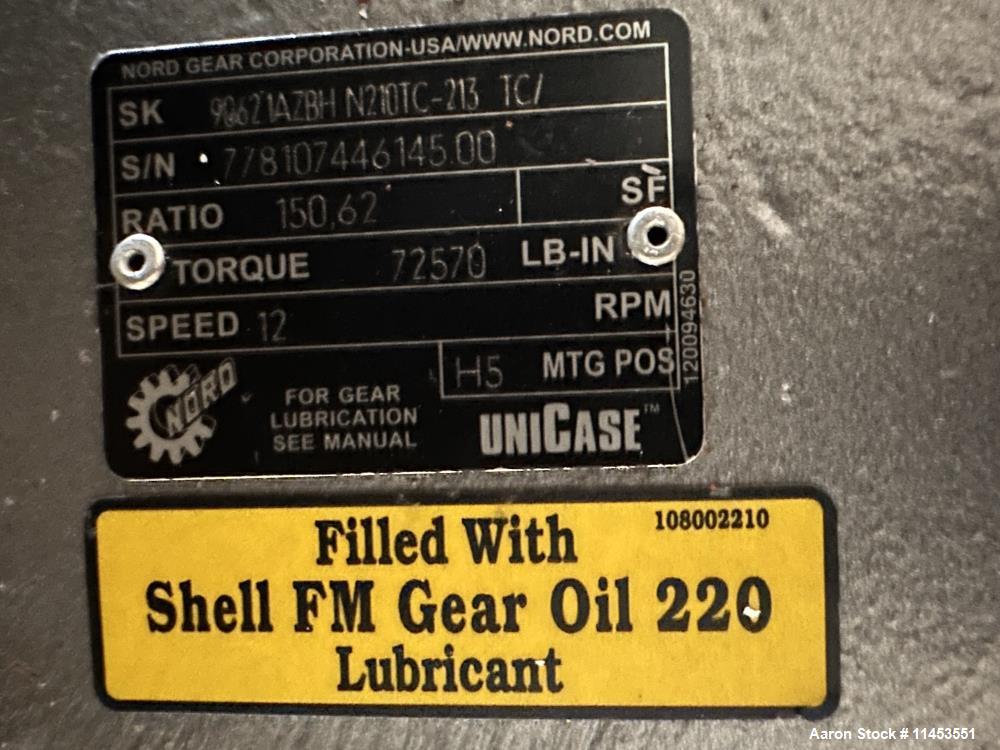 NORD GEAR CORPORATION-USA/WWW.NORD.COM
SK 90621AZBH N210TC-213 TC/
S/N 778107446145.00
RATIO 150,62 SF
TORQUE 72570 LB-IN
SPEED 12 RPM
H5 MTG POS
120094630
NORD
FOR GEAR
LUBRICATION
SEE MANUAL
UNICASE™
108002210
Filled With
Shell FM Gear Oil 220
Lubricant
Aaron Stock # 11453551